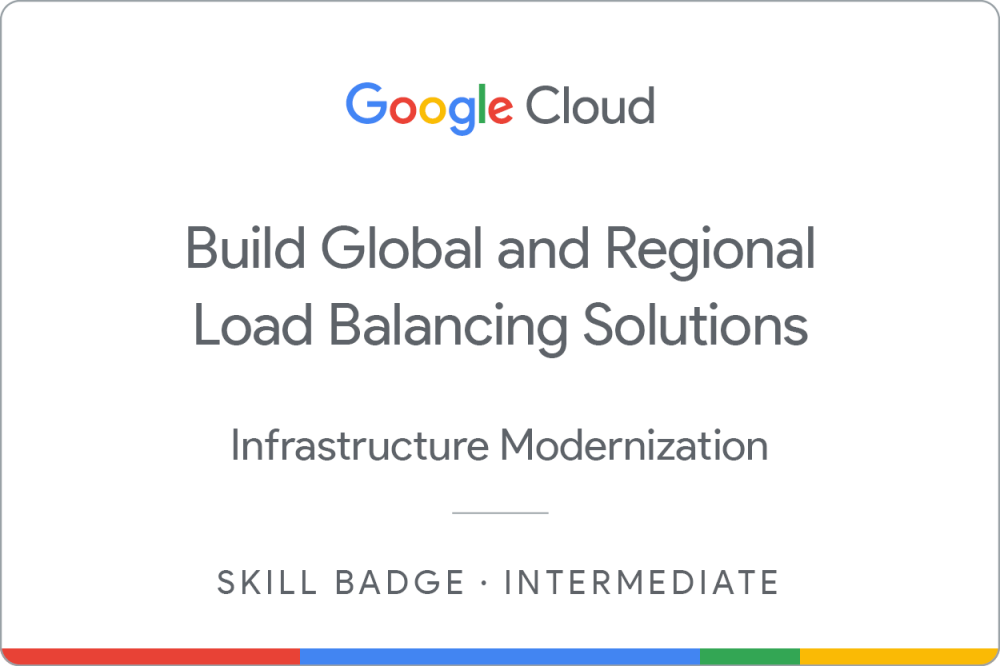 Google Cloud
Build Global and Regional
Load Balancing Solutions
Infrastructure Modernization
SKILL BADGE · INTERMEDIATE